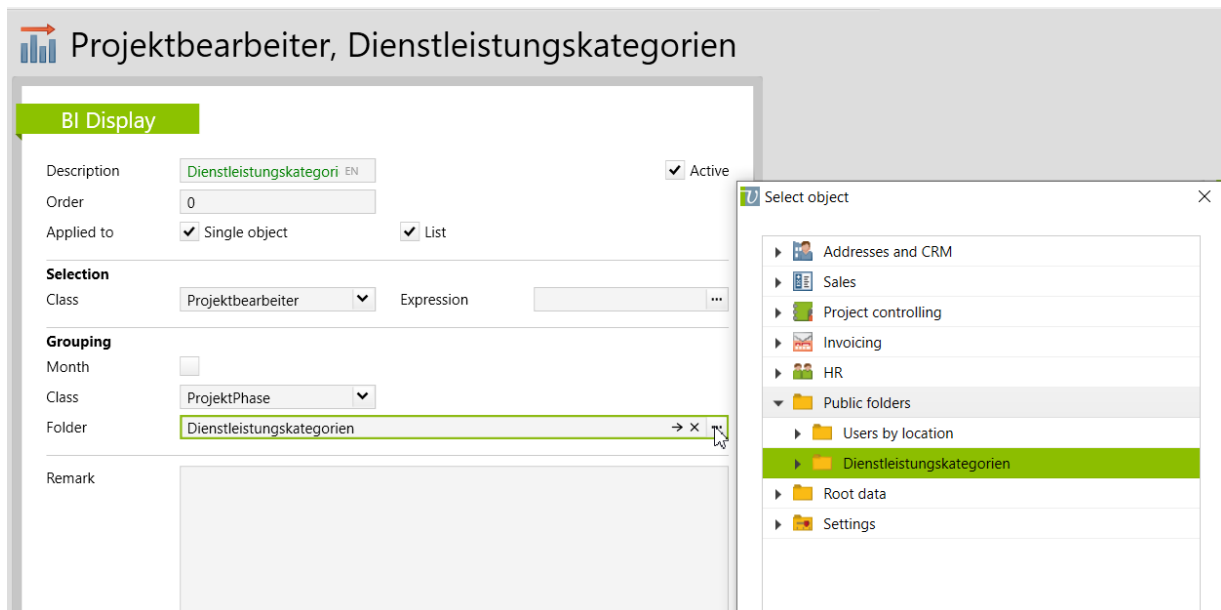 Projektbearbeiter, Dienstleistungskategorien
BI Display
Description Dienstleistungskategori EN Active
Order 0
Applied to Single object List
Selection
Class Projektbearbeiter Expression ...
Grouping
Month
Class ProjektPhase
Folder Dienstleistungskategorien ...
Remark
Select object
Addresses and CRM
Sales
Project controlling
Invoicing
HR
Public folders
Users by location
Dienstleistungskategorien
Root data
Settings